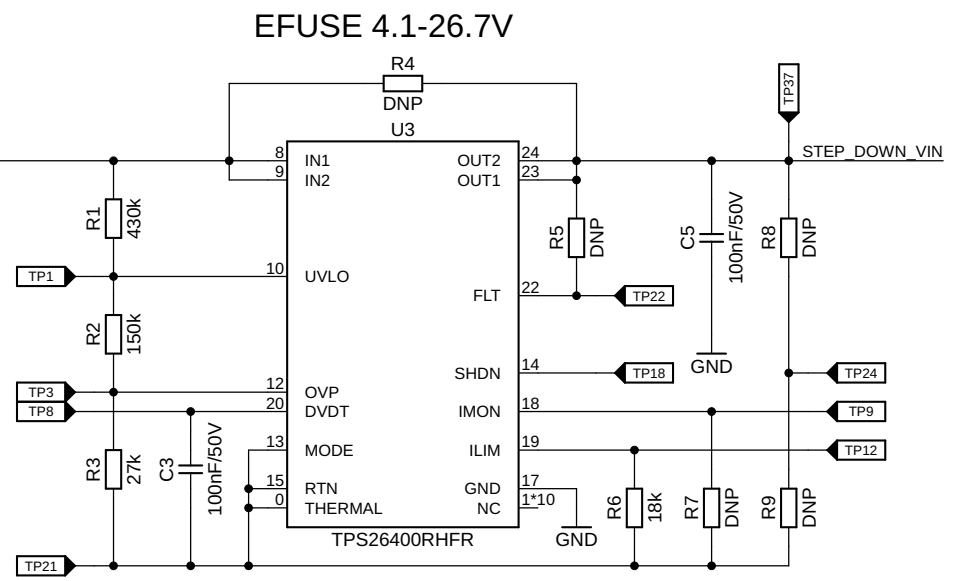 EFUSE 4.1-26.7V
R4
DNP
TP37
U3
8
IN1
OUT2
24
STEP_DOWN_VIN
9
IN2
OUT1
23
R1
430k
R5
DNP
C5
100nF/50V
R8
DNP
TP1
10
UVLO
FLT
22
TP22
R2
150k
GND
SHDN
14
TP18
TP24
TP3
12
OVP
TP8
20
DVDT
IMON
18
TP9
R3
27k
C3
100nF/50V
13
MODE
ILIM
19
TP12
15
RTN
GND
17
0
THERMAL
NC
1*10
R6
18k
R7
DNP
R9
DNP
TPS26400RHFR
GND
TP21